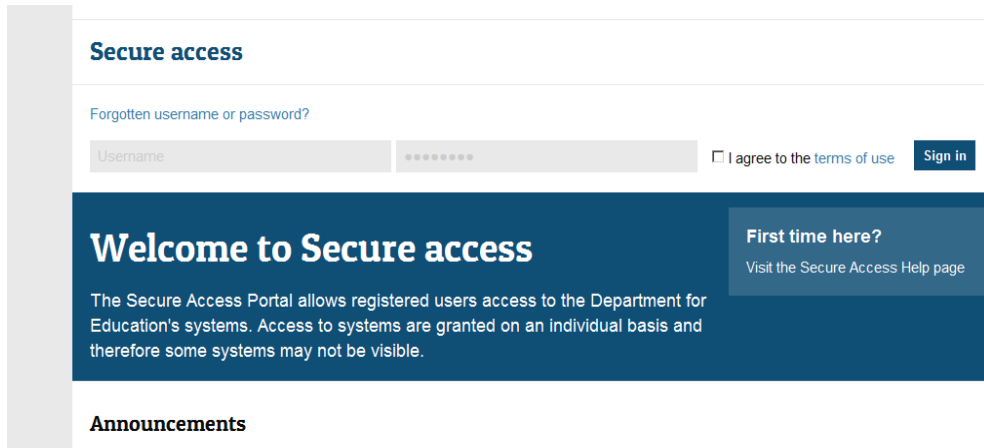 Secure access
Forgotten username or password?
Username
●●●●●●●●
I agree to the terms of use
Sign in
Welcome to Secure access
The Secure Access Portal allows registered users access to the Department for
Education's systems. Access to systems are granted on an individual basis and
therefore some systems may not be visible.
First time here?
Visit the Secure Access Help page
Announcements